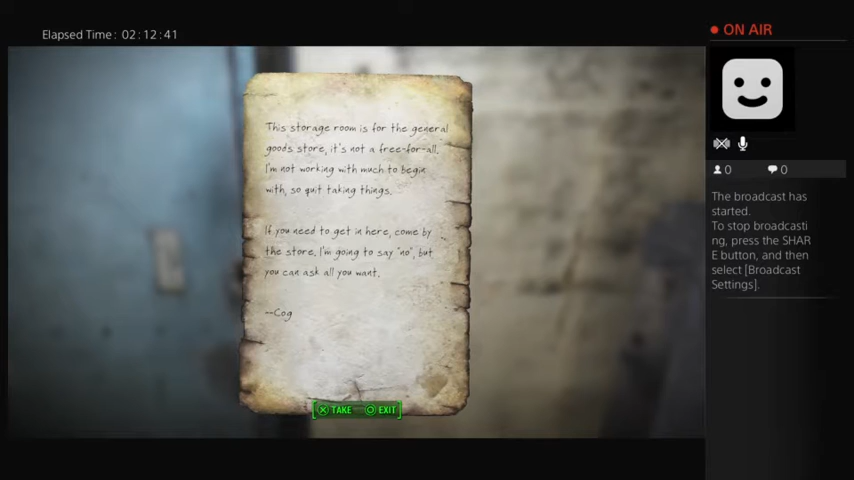 Elapsed Time : 02:12:41
ON AIR
This storage room is for the general
goods store, it's not a free-for-all.
I'm not working with much to begin
with, so quit taking things.
If you need to get in here, come by
the store. I'm going to say "no", but
you can ask all you want.
--Cog
TAKE
EXIT
0
0
The broadcast has
started.
To stop broadcasti
ng, press the SHAR
E button, and then
select [Broadcast
Settings].